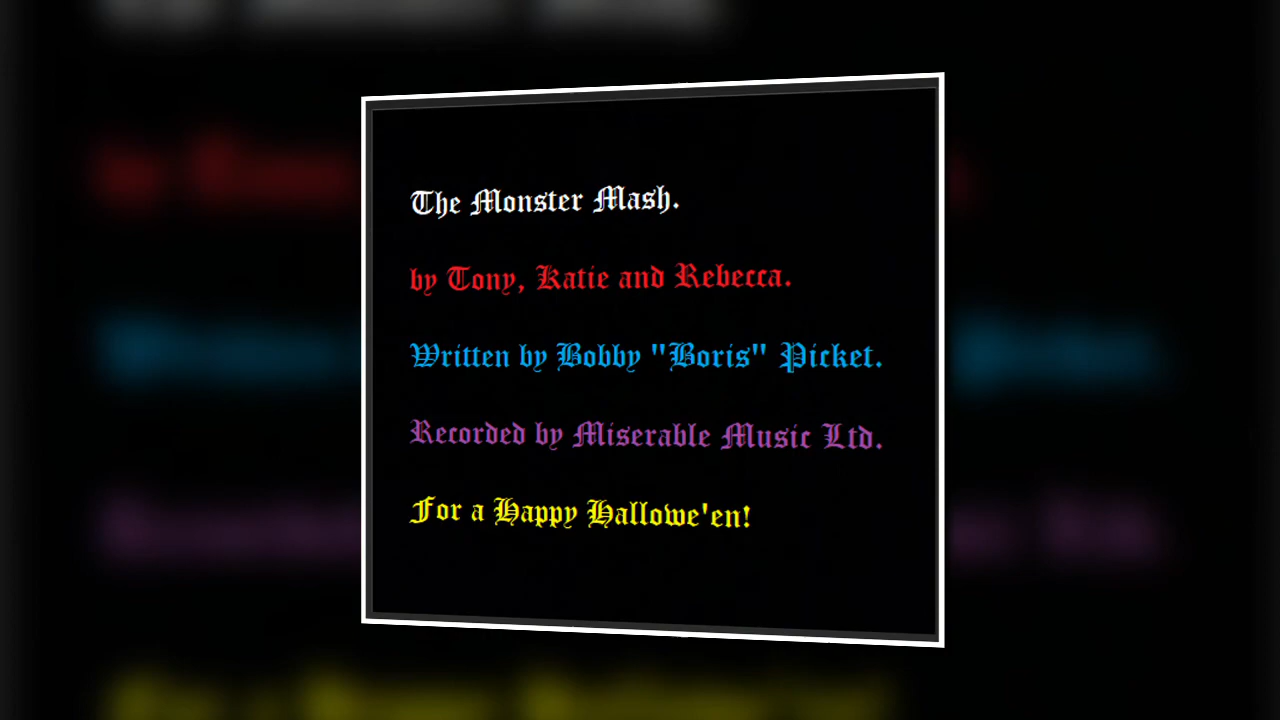 The Monster Mash.
by Tony, Katie and Rebecca.
Written by Bobby "Boris" Picket.
Recorded by Miserable Music Ltd.
For a Happy Hallowe'en!